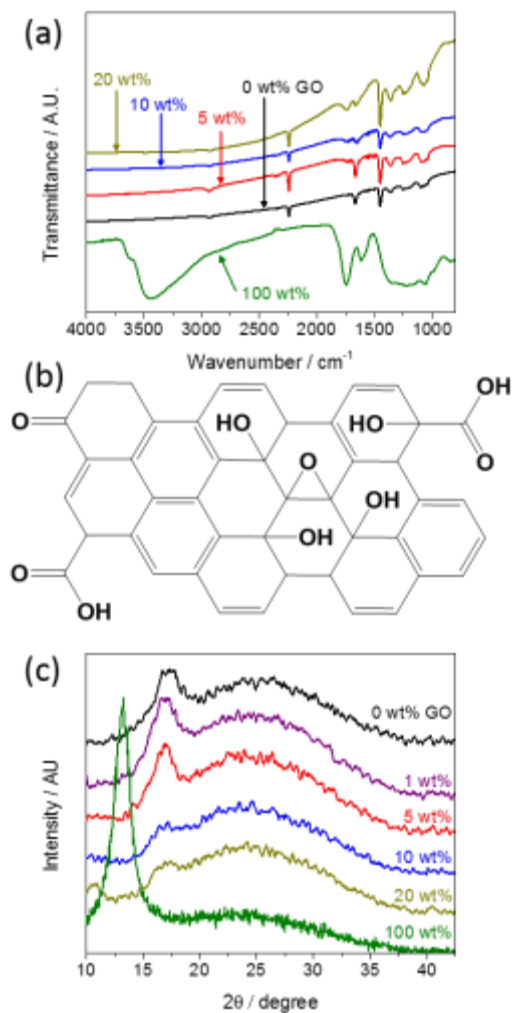 (a)
20 wt%
0 wt% GO
10 wt%
5 wt%
100 wt%
Transmittance / A.U.
4000 3500 3000 2500 2000 1500 1000
Wavenumber / cm⁻¹
(b)
OH
O
HO
HO
O
O
OH
OH
O
OH
(c)
0 wt% GO
1 wt%
5 wt%
10 wt%
20 wt%
100 wt%
Intensity / AU
10 15 20 25 30 35 40
2θ / degree